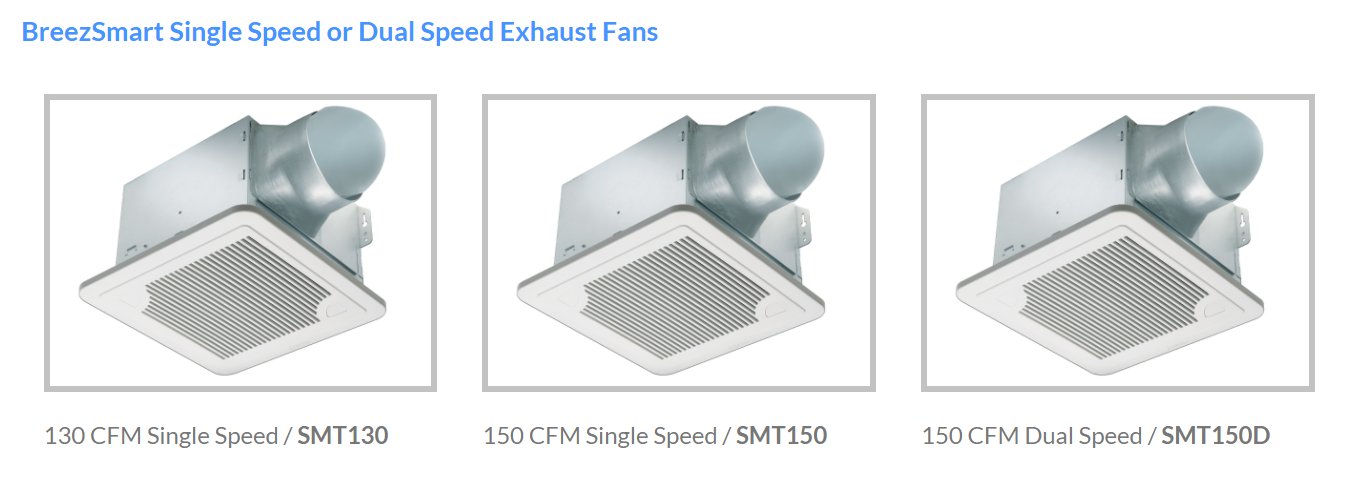 BreezSmart Single Speed or Dual Speed Exhaust Fans
130 CFM Single Speed / SMT130
150 CFM Single Speed / SMT150
150 CFM Dual Speed / SMT150D